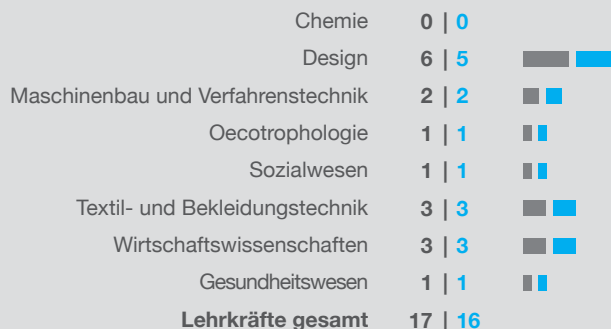 Chemie 0 | 0
Design 6 | 5
Maschinenbau und Verfahrenstechnik 2 | 2
Oecotrophologie 1 | 1
Sozialwesen 1 | 1
Textil- und Bekleidungstechnik 3 | 3
Wirtschaftswissenschaften 3 | 3
Gesundheitswesen 1 | 1
Lehrkräfte gesamt 17 | 16